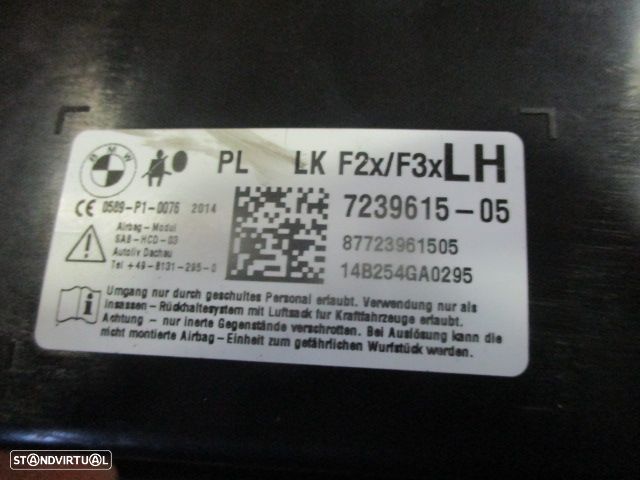 BMW
PL LK F2x/F3x LH
CE 0589-P1-0076 2014
7239615-05
Airbag-Modul
SAB-HCD-03
Autoliv Dachau
Tel +49-8131-295-0
87723961505
14B254GA0295
Umgang nur durch geschultes Personal erlaubt. Verwendung nur als
Insassen-Rückhaltesystem mit Luftsack für Kraftfahrzeuge erlaubt.
Achtung - nur inerte Gegenstände verschrotten. Bei Auslösung kann die
nicht montierte Airbag-Einheit zum gefährlichen Wurfstück werden.
STANDVIRTUAL